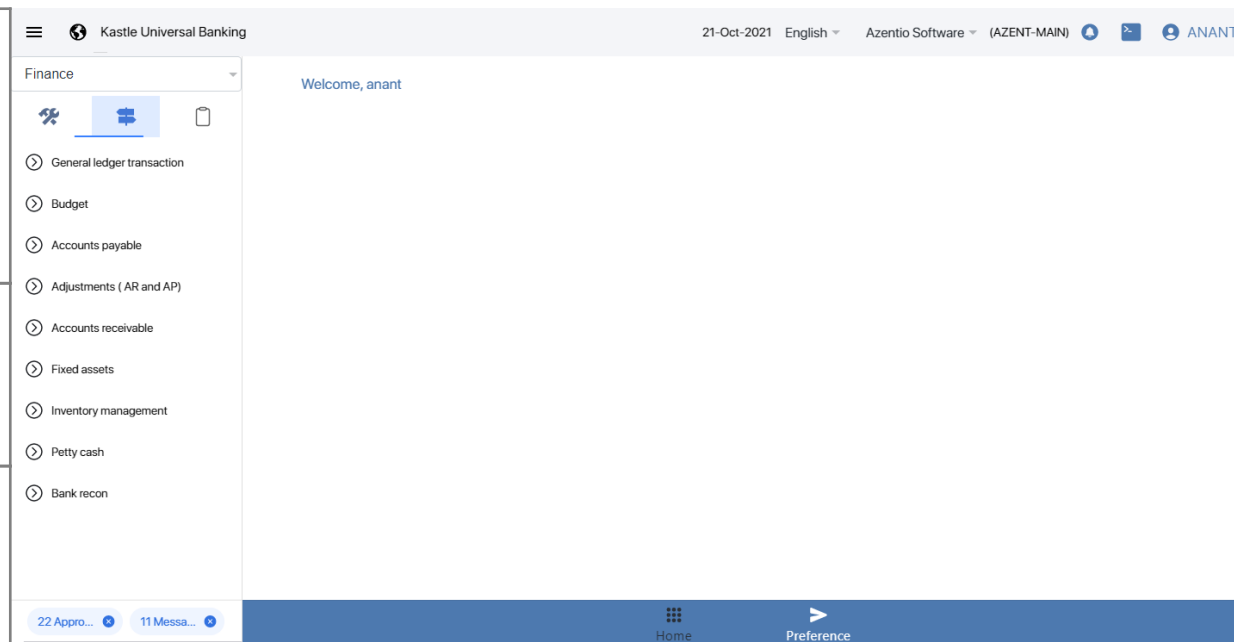 Kastle Universal Banking 21-Oct-2021 English Azentio Software (AZENT-MAIN) ANANT
Finance
Welcome, anant
General ledger transaction
Budget
Accounts payable
Adjustments ( AR and AP)
Accounts receivable
Fixed assets
Inventory management
Petty cash
Bank recon
22 Appro... 11 Messa...
Home Preference